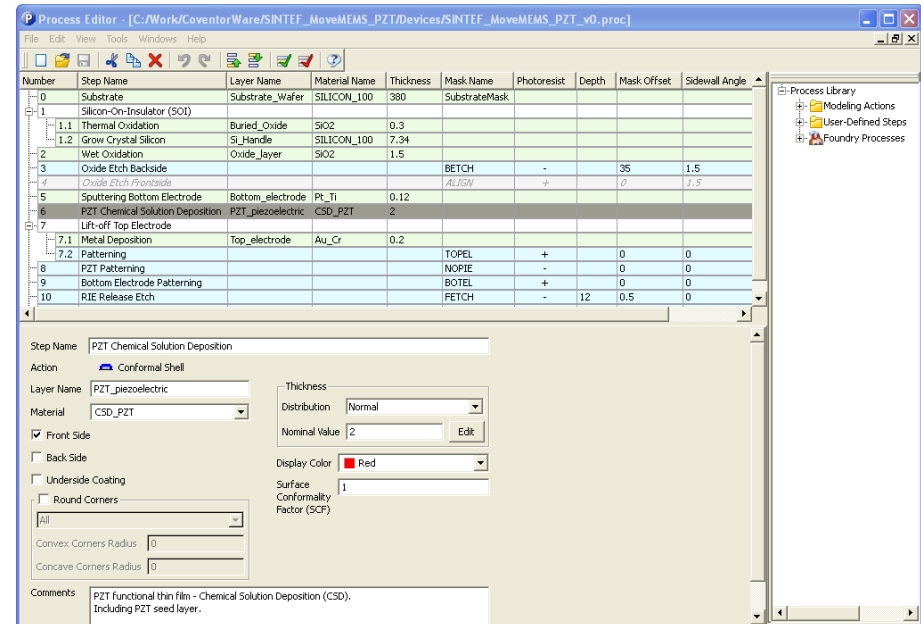 Process Editor - [C:/Work/CoventorWare/SINTEF_MoveMEMS_PZT/Devices/SINTEF_MoveMEMS_PZT_v0.proc]
File Edit View Tools Windows Help
Number Step Name Layer Name Material Name Thickness Mask Name Photoresist Depth Mask Offset Sidewall Angle
0 Substrate Substrate_Wafer SILICON_100 380 SubstrateMask
1 Silicon-On-Insulator (SOI)
1.1 Thermal Oxidation Buried_Oxide SiO2 0.3
1.2 Grow Crystal Silicon Si_Handle SILICON_100 7.34
2 Wet Oxidation Oxide_layer SiO2 1.5
3 Oxide Etch Backside BETCH - 35 1.5
4 Oxide Etch Frontside ALIGN + 0 1.5
5 Sputtering Bottom Electrode Bottom_electrode Pt_Ti 0.12
6 PZT Chemical Solution Deposition PZT_piezoelectric CSD_PZT 2
7 Lift-off Top Electrode
7.1 Metal Deposition Top_electrode Au_Cr 0.2
7.2 Patterning TOPEL + 0 0
8 PZT Patterning NOPIE - 0 0
9 Bottom Electrode Patterning BOTEL + 0 0
10 RIE Release Etch FETCH - 12 0.5 0
Process Library
Modeling Actions
User-Defined Steps
Foundry Processes
Step Name PZT Chemical Solution Deposition
Action Conformal Shell
Layer Name PZT_piezoelectric
Material CSD_PZT
Front Side
Back Side
Underside Coating
Round Corners
All
Convex Corners Radius 0
Concave Corners Radius 0
Thickness
Distribution Normal
Nominal Value 2 Edit
Display Color Red
Surface
Conformality
Factor (SCF)
1
Comments PZT functional thin film - Chemical Solution Deposition (CSD).
Including PZT seed layer.